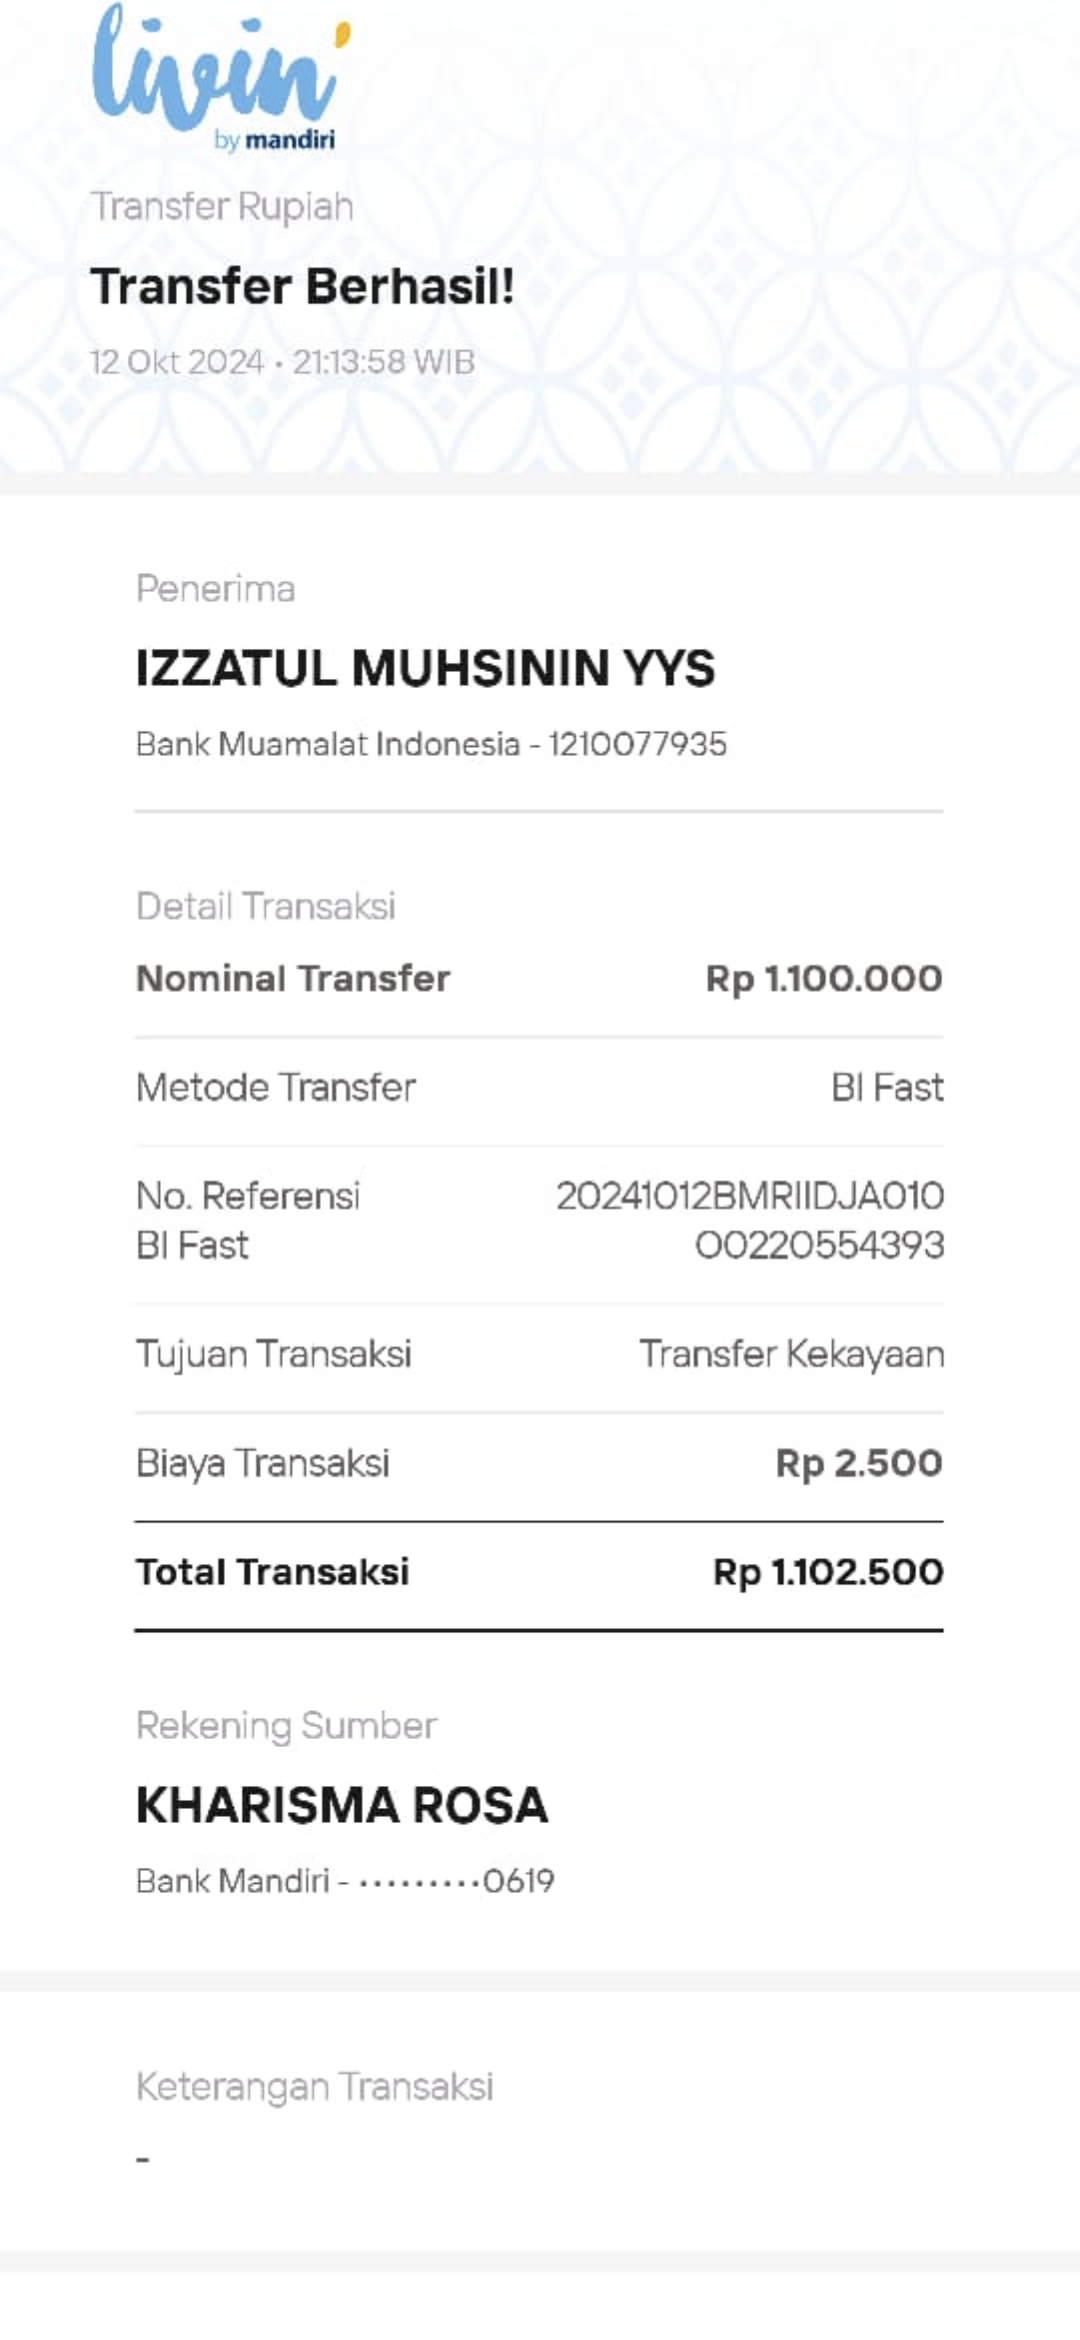 livin'
by mandiri
Transfer Rupiah
Transfer Berhasil!
12 Okt 2024 • 21:13:58 WIB
Penerima
IZZATUL MUHSININ YYS
Bank Muamalat Indonesia - 1210077935
Detail Transaksi
Nominal Transfer Rp 1.100.000
Metode Transfer BI Fast
No. Referensi 20241012BMRIIDJA010
BI Fast O0220554393
Tujuan Transaksi Transfer Kekayaan
Biaya Transaksi Rp 2.500
Total Transaksi Rp 1.102.500
Rekening Sumber
KHARISMA ROSA
Bank Mandiri - •••••••••0619
Keterangan Transaksi
-